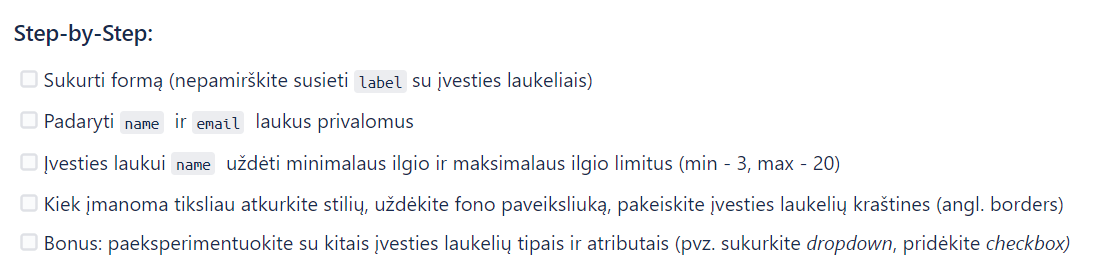 Step-by-Step:
Sukurti formą (nepamirškite susieti label su įvesties laukeliais)
Padaryti name ir email laukus privalomus
Įvesties laukui name uždėti minimalaus ilgio ir maksimalaus ilgio limitus (min - 3, max - 20)
Kiek įmanoma tiksliau atkurkite stilių, uždėkite fono paveiksliuką, pakeiskite įvesties laukelių kraštines (angl. borders)
Bonus: paeksperimentuokite su kitais įvesties laukelių tipais ir atributais (pvz. sukurkite dropdown, pridėkite checkbox)